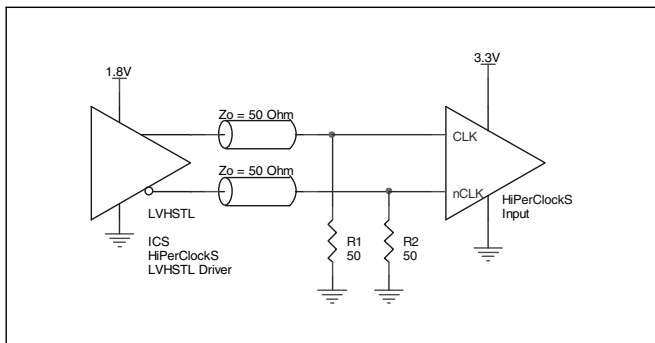 1.8V
3.3V
Zo = 50 Ohm
CLK
Zo = 50 Ohm
nCLK
HiPerClockS
Input
LVHSTL
ICS
HiPerClockS
LVHSTL Driver
R1
50
R2
50